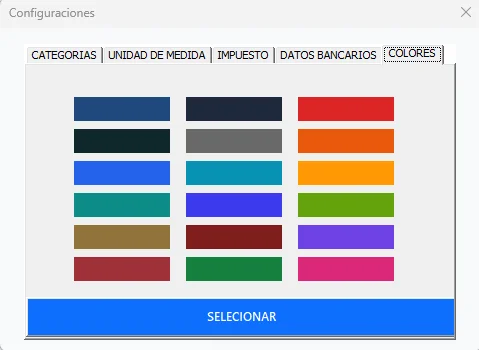 Configuraciones
CATEGORIAS UNIDAD DE MEDIDA IMPUESTO DATOS BANCARIOS COLORES
SELECIONAR